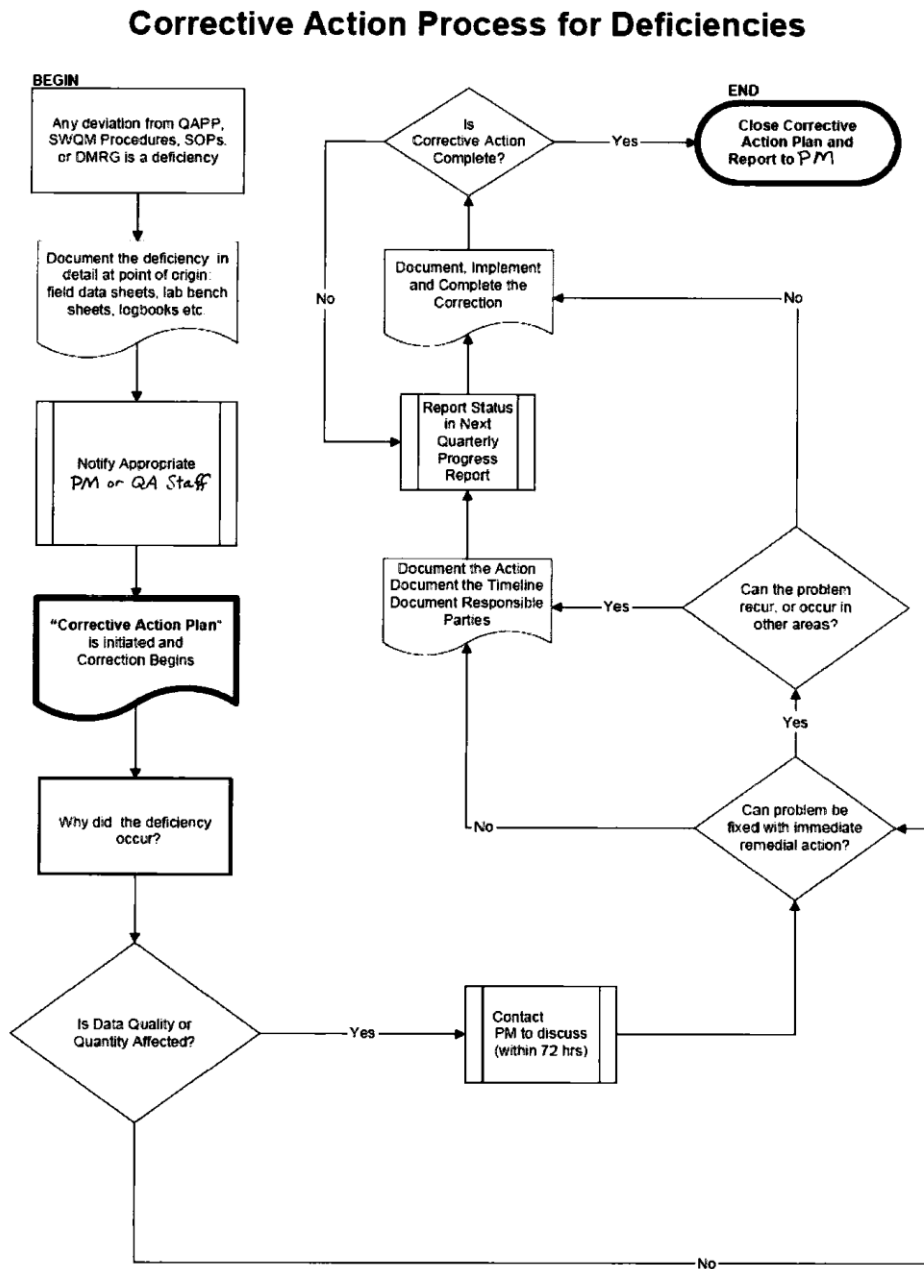 Corrective Action Process for Deficiencies
BEGIN
Any deviation from QAPP,
SWQM Procedures, SOPs.
or DMRG is a deficiency
Document the deficiency in
detail at point of origin:
field data sheets, lab bench
sheets, logbooks etc.
Notify Appropriate
PM or QA Staff
"Corrective Action Plan"
is initiated and
Correction Begins
Why did the deficiency
occur?
Is Data Quality or
Quantity Affected?
Yes
No
Contact
PM to discuss
(within 72 hrs)
Can problem be
fixed with immediate
remedial action?
No
Yes
Can the problem
recur, or occur in
other areas?
Yes
No
Document the Action
Document the Timeline
Document Responsible
Parties
Report Status
in Next
Quarterly
Progress
Report
Document, Implement
and Complete the
Correction
Is
Corrective Action
Complete?
No
Yes
END
Close Corrective
Action Plan and
Report to PM